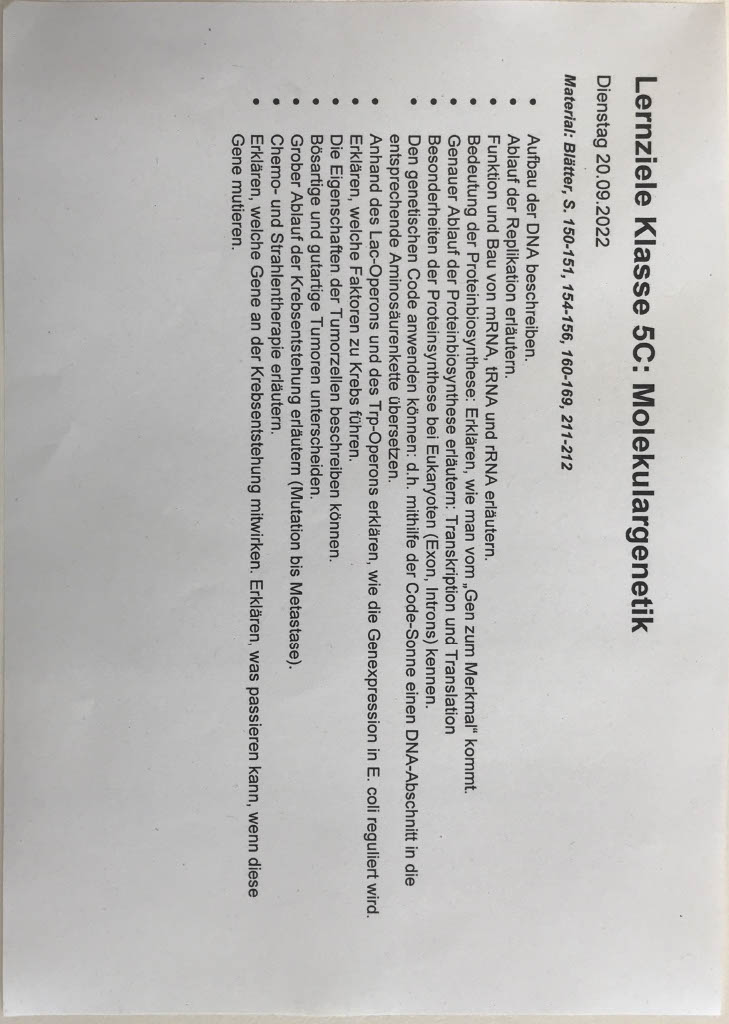 Lernziele Klasse 5C: Molekulargenetik
Dienstag 20.09.2022
Material: Blätter, S. 150-151, 154-156, 160-169, 211-212
• Aufbau der DNA beschreiben.
• Ablauf der Replikation erläutern.
• Funktion und Bau von mRNA, tRNA und rRNA erläutern.
• Bedeutung der Proteinbiosynthese: Erklären, wie man vom „Gen zum Merkmal" kommt.
• Genauer Ablauf der Proteinbiosynthese erläutern: Transkription und Translation
• Besonderheiten der Proteinsynthese bei Eukaryoten (Exon, Introns) kennen.
• Den genetischen Code anwenden können: d.h. mithilfe der Code-Sonne einen DNA-Abschnitt in die
entsprechende Aminosäurenkette übersetzen.
• Anhand des Lac-Operons und des Trp-Operons erklären, wie die Genexpression in E. coli reguliert wird.
• Erklären, welche Faktoren zu Krebs führen.
• Die Eigenschaften der Tumorzellen beschreiben können.
• Bösartige und gutartige Tumoren unterscheiden.
• Grober Ablauf der Krebsentstehung erläutern (Mutation bis Metastase).
• Chemo- und Strahlentherapie erläutern.
• Erklären, welche Gene an der Krebsentstehung mitwirken. Erklären, was passieren kann, wenn diese
Gene mutieren.